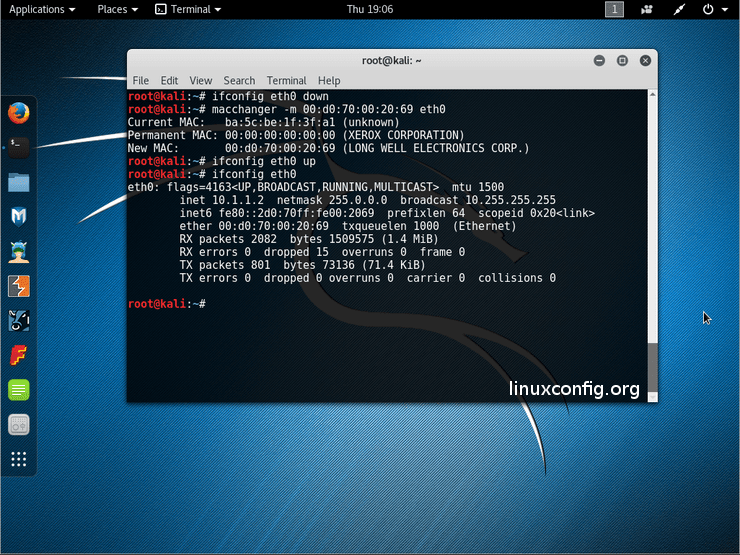 Applications Places Terminal Thu 19:06 1
root@kali: ~
File Edit View Search Terminal Help
root@kali:~# ifconfig eth0 down
root@kali:~# macchanger -m 00:d0:70:00:20:69 eth0
Current MAC:   ba:5c:be:1f:3f:a1 (unknown)
Permanent MAC: 00:00:00:00:00:00 (XEROX CORPORATION)
New MAC:       00:d0:70:00:20:69 (LONG WELL ELECTRONICS CORP.)
root@kali:~# ifconfig eth0 up
root@kali:~# ifconfig eth0
eth0: flags=4163<UP,BROADCAST,RUNNING,MULTICAST>  mtu 1500
        inet 10.1.1.2  netmask 255.0.0.0  broadcast 10.255.255.255
        inet6 fe80::2d0:70ff:fe00:2069  prefixlen 64  scopeid 0x20<link>
        ether 00:d0:70:00:20:69  txqueuelen 1000  (Ethernet)
        RX packets 2082  bytes 1509575 (1.4 MiB)
        RX errors 0  dropped 15  overruns 0  frame 0
        TX packets 801  bytes 73136 (71.4 KiB)
        TX errors 0  dropped 0 overruns 0  carrier 0  collisions 0
root@kali:~#
linuxconfig.org